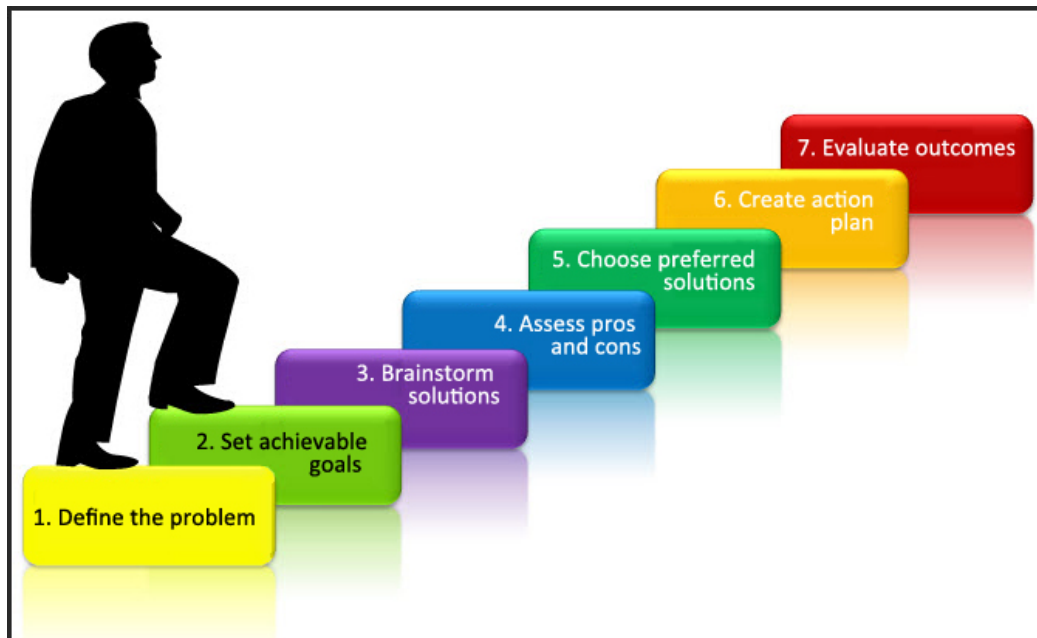 1. Define the problem
2. Set achievable
goals
3. Brainstorm
solutions
4. Assess pros
and cons
5. Choose preferred
solutions
6. Create action
plan
7. Evaluate outcomes